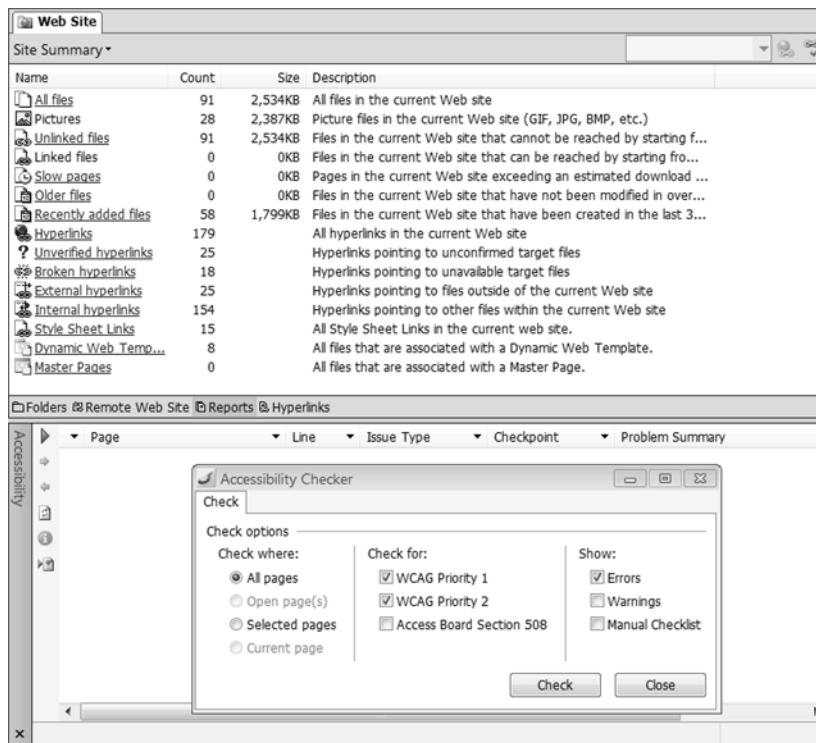 Web Site
Site Summary
Name Count Size Description
All files 91 2,534KB All files in the current Web site
Pictures 28 2,387KB Picture files in the current Web site (GIF, JPG, BMP, etc.)
Unlinked files 91 2,534KB Files in the current Web site that cannot be reached by starting f...
Linked files 0 0KB Files in the current Web site that can be reached by starting fro...
Slow pages 0 0KB Pages in the current Web site exceeding an estimated download ...
Older files 0 0KB Files in the current Web site that have not been modified in over...
Recently added files 58 1,799KB Files in the current Web site that have been created in the last 3...
Hyperlinks 179 All hyperlinks in the current Web site
? Unverified hyperlinks 25 Hyperlinks pointing to unconfirmed target files
Broken hyperlinks 18 Hyperlinks pointing to unavailable target files
External hyperlinks 25 Hyperlinks pointing to files outside of the current Web site
Internal hyperlinks 154 Hyperlinks pointing to other files within the current Web site
Style Sheet Links 15 All Style Sheet Links in the current web site.
Dynamic Web Temp... 8 All files that are associated with a Dynamic Web Template.
Master Pages 0 All files that are associated with a Master Page.
Folders Remote Web Site Reports Hyperlinks
Accessibility
Page Line Issue Type Checkpoint Problem Summary
Accessibility Checker
Check
Check options
Check where: Check for: Show:
All pages WCAG Priority 1 Errors
Open page(s) WCAG Priority 2 Warnings
Selected pages Access Board Section 508 Manual Checklist
Current page
Check Close